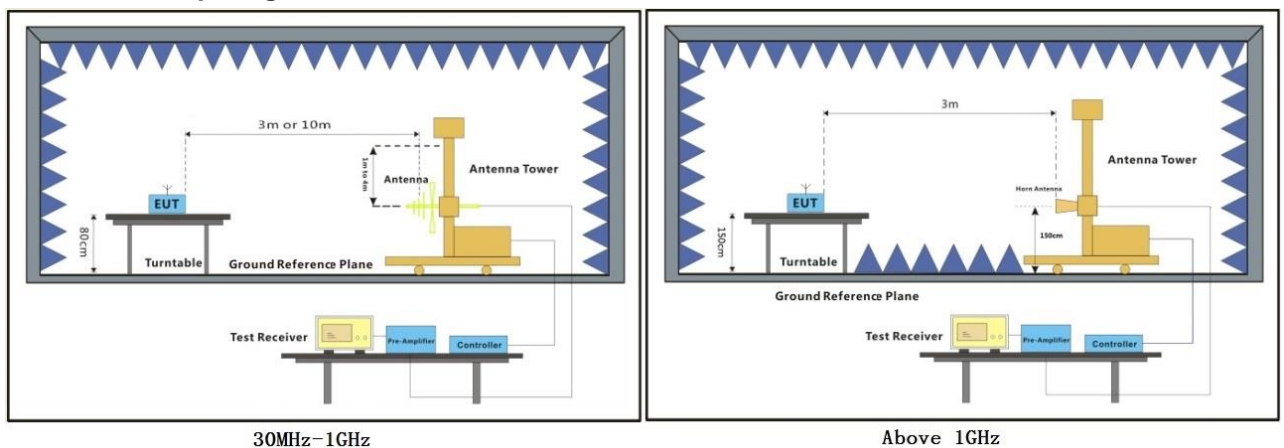 3m or 10m
1m to 4m
Antenna
Antenna Tower
EUT
80cm
Turntable
Ground Reference Plane
Test Receiver
Pre-Amplifier
Controller
30MHz-1GHz
3m
Antenna Tower
Horn Antenna
EUT
150cm
150cm
Turntable
Ground Reference Plane
Test Receiver
Pre-Amplifier
Controller
Above 1GHz